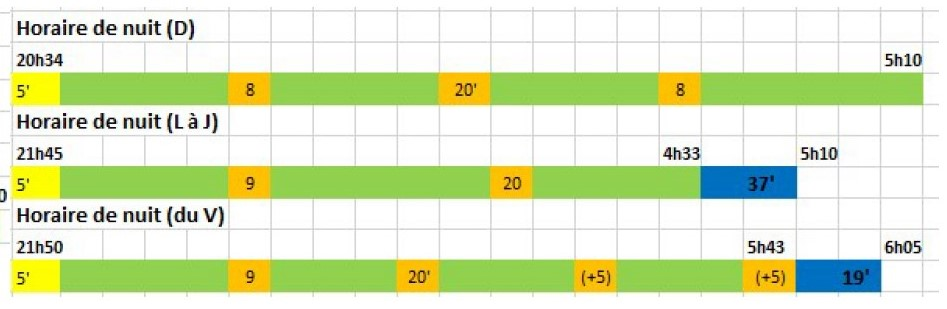 Horaire de nuit (D)
20h34 5h10
5' 8 20' 8
Horaire de nuit (L à J)
21h45 4h33 5h10
0 5' 9 20 37'
Horaire de nuit (du V)
21h50 5h43 6h05
5' 9 20' (+5) (+5) 19'